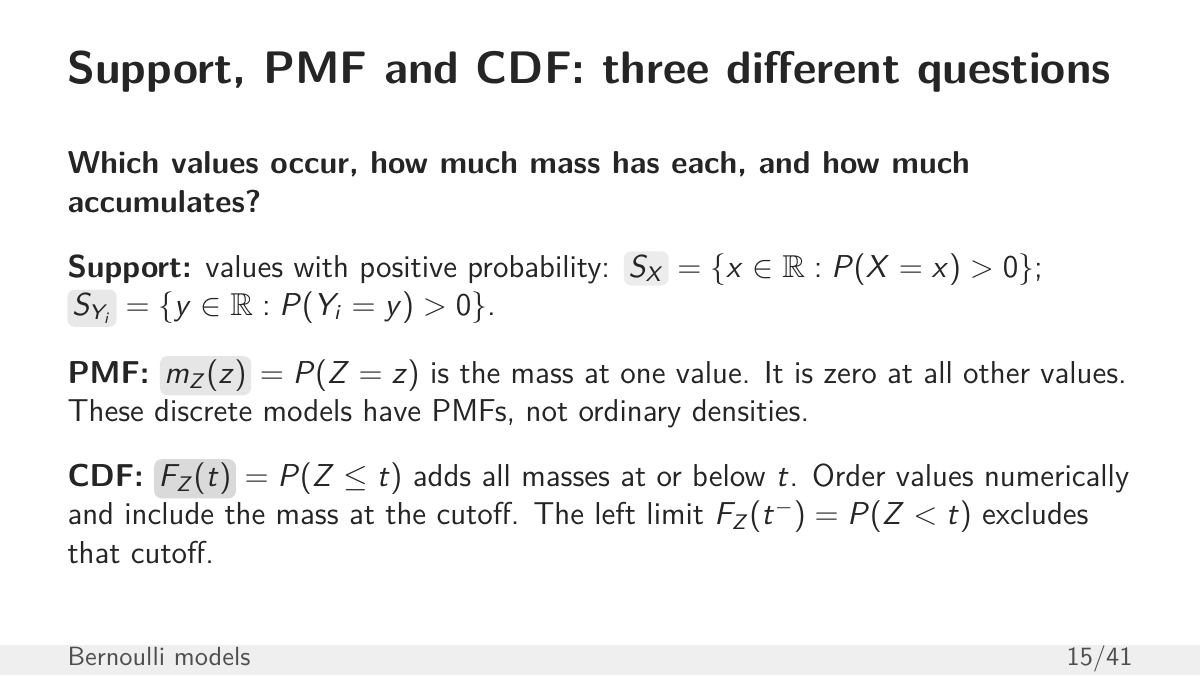 Support, PMF and CDF: three different questions
Which values occur, how much mass has each, and how much
accumulates?
Support: values with positive probability: S_X = {x ∈ ℝ : P(X = x) > 0};
S_{Y_i} = {y ∈ ℝ : P(Y_i = y) > 0}.
PMF: m_Z(z) = P(Z = z) is the mass at one value. It is zero at all other values.
These discrete models have PMFs, not ordinary densities.
CDF: F_Z(t) = P(Z ≤ t) adds all masses at or below t. Order values numerically
and include the mass at the cutoff. The left limit F_Z(t⁻) = P(Z < t) excludes
that cutoff.
Bernoulli models 15/41